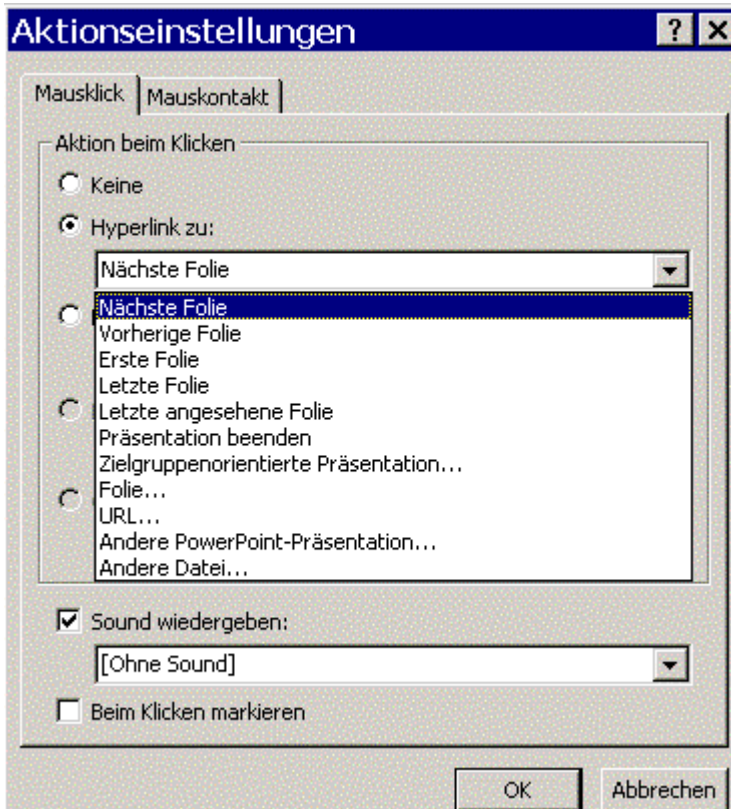 Aktionseinstellungen
Mausklick Mauskontakt
Aktion beim Klicken
Keine
Hyperlink zu:
Nächste Folie
Nächste Folie
Vorherige Folie
Erste Folie
Letzte Folie
Letzte angesehene Folie
Präsentation beenden
Zielgruppenorientierte Präsentation...
Folie...
URL...
Andere PowerPoint-Präsentation...
Andere Datei...
Sound wiedergeben:
[Ohne Sound]
Beim Klicken markieren
OK Abbrechen